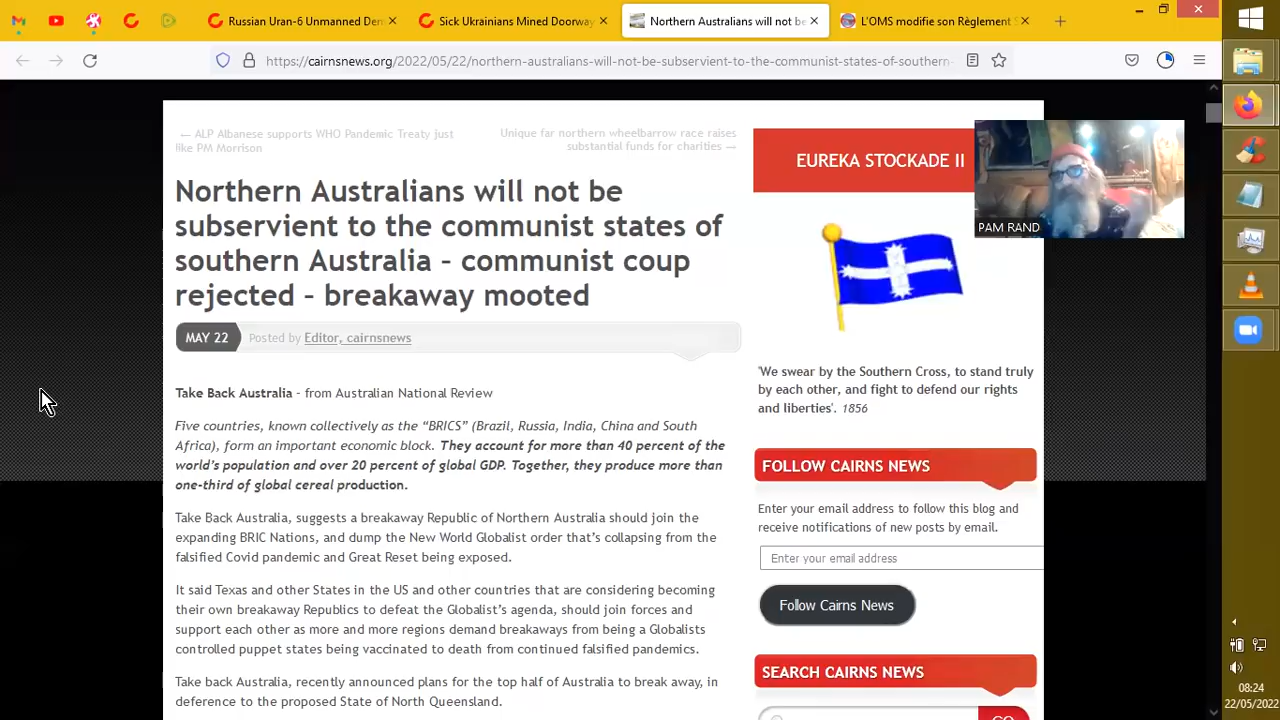 Russian Uran-6 Unmanned Den
Sick Ukrainians Mined Doorway
Northern Australians will not be
L'OMS modifie son Règlement S
https://cairnsnews.org/2022/05/22/northern-australians-will-not-be-subservient-to-the-communist-states-of-southern-
← ALP Albanese supports WHO Pandemic Treaty just
like PM Morrison
Unique far northern wheelbarrow race raises
substantial funds for charities →
Northern Australians will not be
subservient to the communist states of
southern Australia – communist coup
rejected – breakaway mooted
MAY 22 Posted by Editor, cairnsnews
Take Back Australia - from Australian National Review
Five countries, known collectively as the “BRICS” (Brazil, Russia, India, China and South
Africa), form an important economic block. They account for more than 40 percent of the
world’s population and over 20 percent of global GDP. Together, they produce more than
one-third of global cereal production.
Take Back Australia, suggests a breakaway Republic of Northern Australia should join the
expanding BRIC Nations, and dump the New World Globalist order that’s collapsing from the
falsified Covid pandemic and Great Reset being exposed.
It said Texas and other States in the US and other countries that are considering becoming
their own breakaway Republics to defeat the Globalist’s agenda, should join forces and
support each other as more and more regions demand breakaways from being a Globalists
controlled puppet states being vaccinated to death from continued falsified pandemics.
Take back Australia, recently announced plans for the top half of Australia to break away, in
deference to the proposed State of North Queensland.
EUREKA STOCKADE II
PAM RAND
'We swear by the Southern Cross, to stand truly
by each other, and fight to defend our rights
and liberties'. 1856
FOLLOW CAIRNS NEWS
Enter your email address to follow this blog and
receive notifications of new posts by email.
Enter your email address
Follow Cairns News
SEARCH CAIRNS NEWS
GO
08:24
22/05/2022